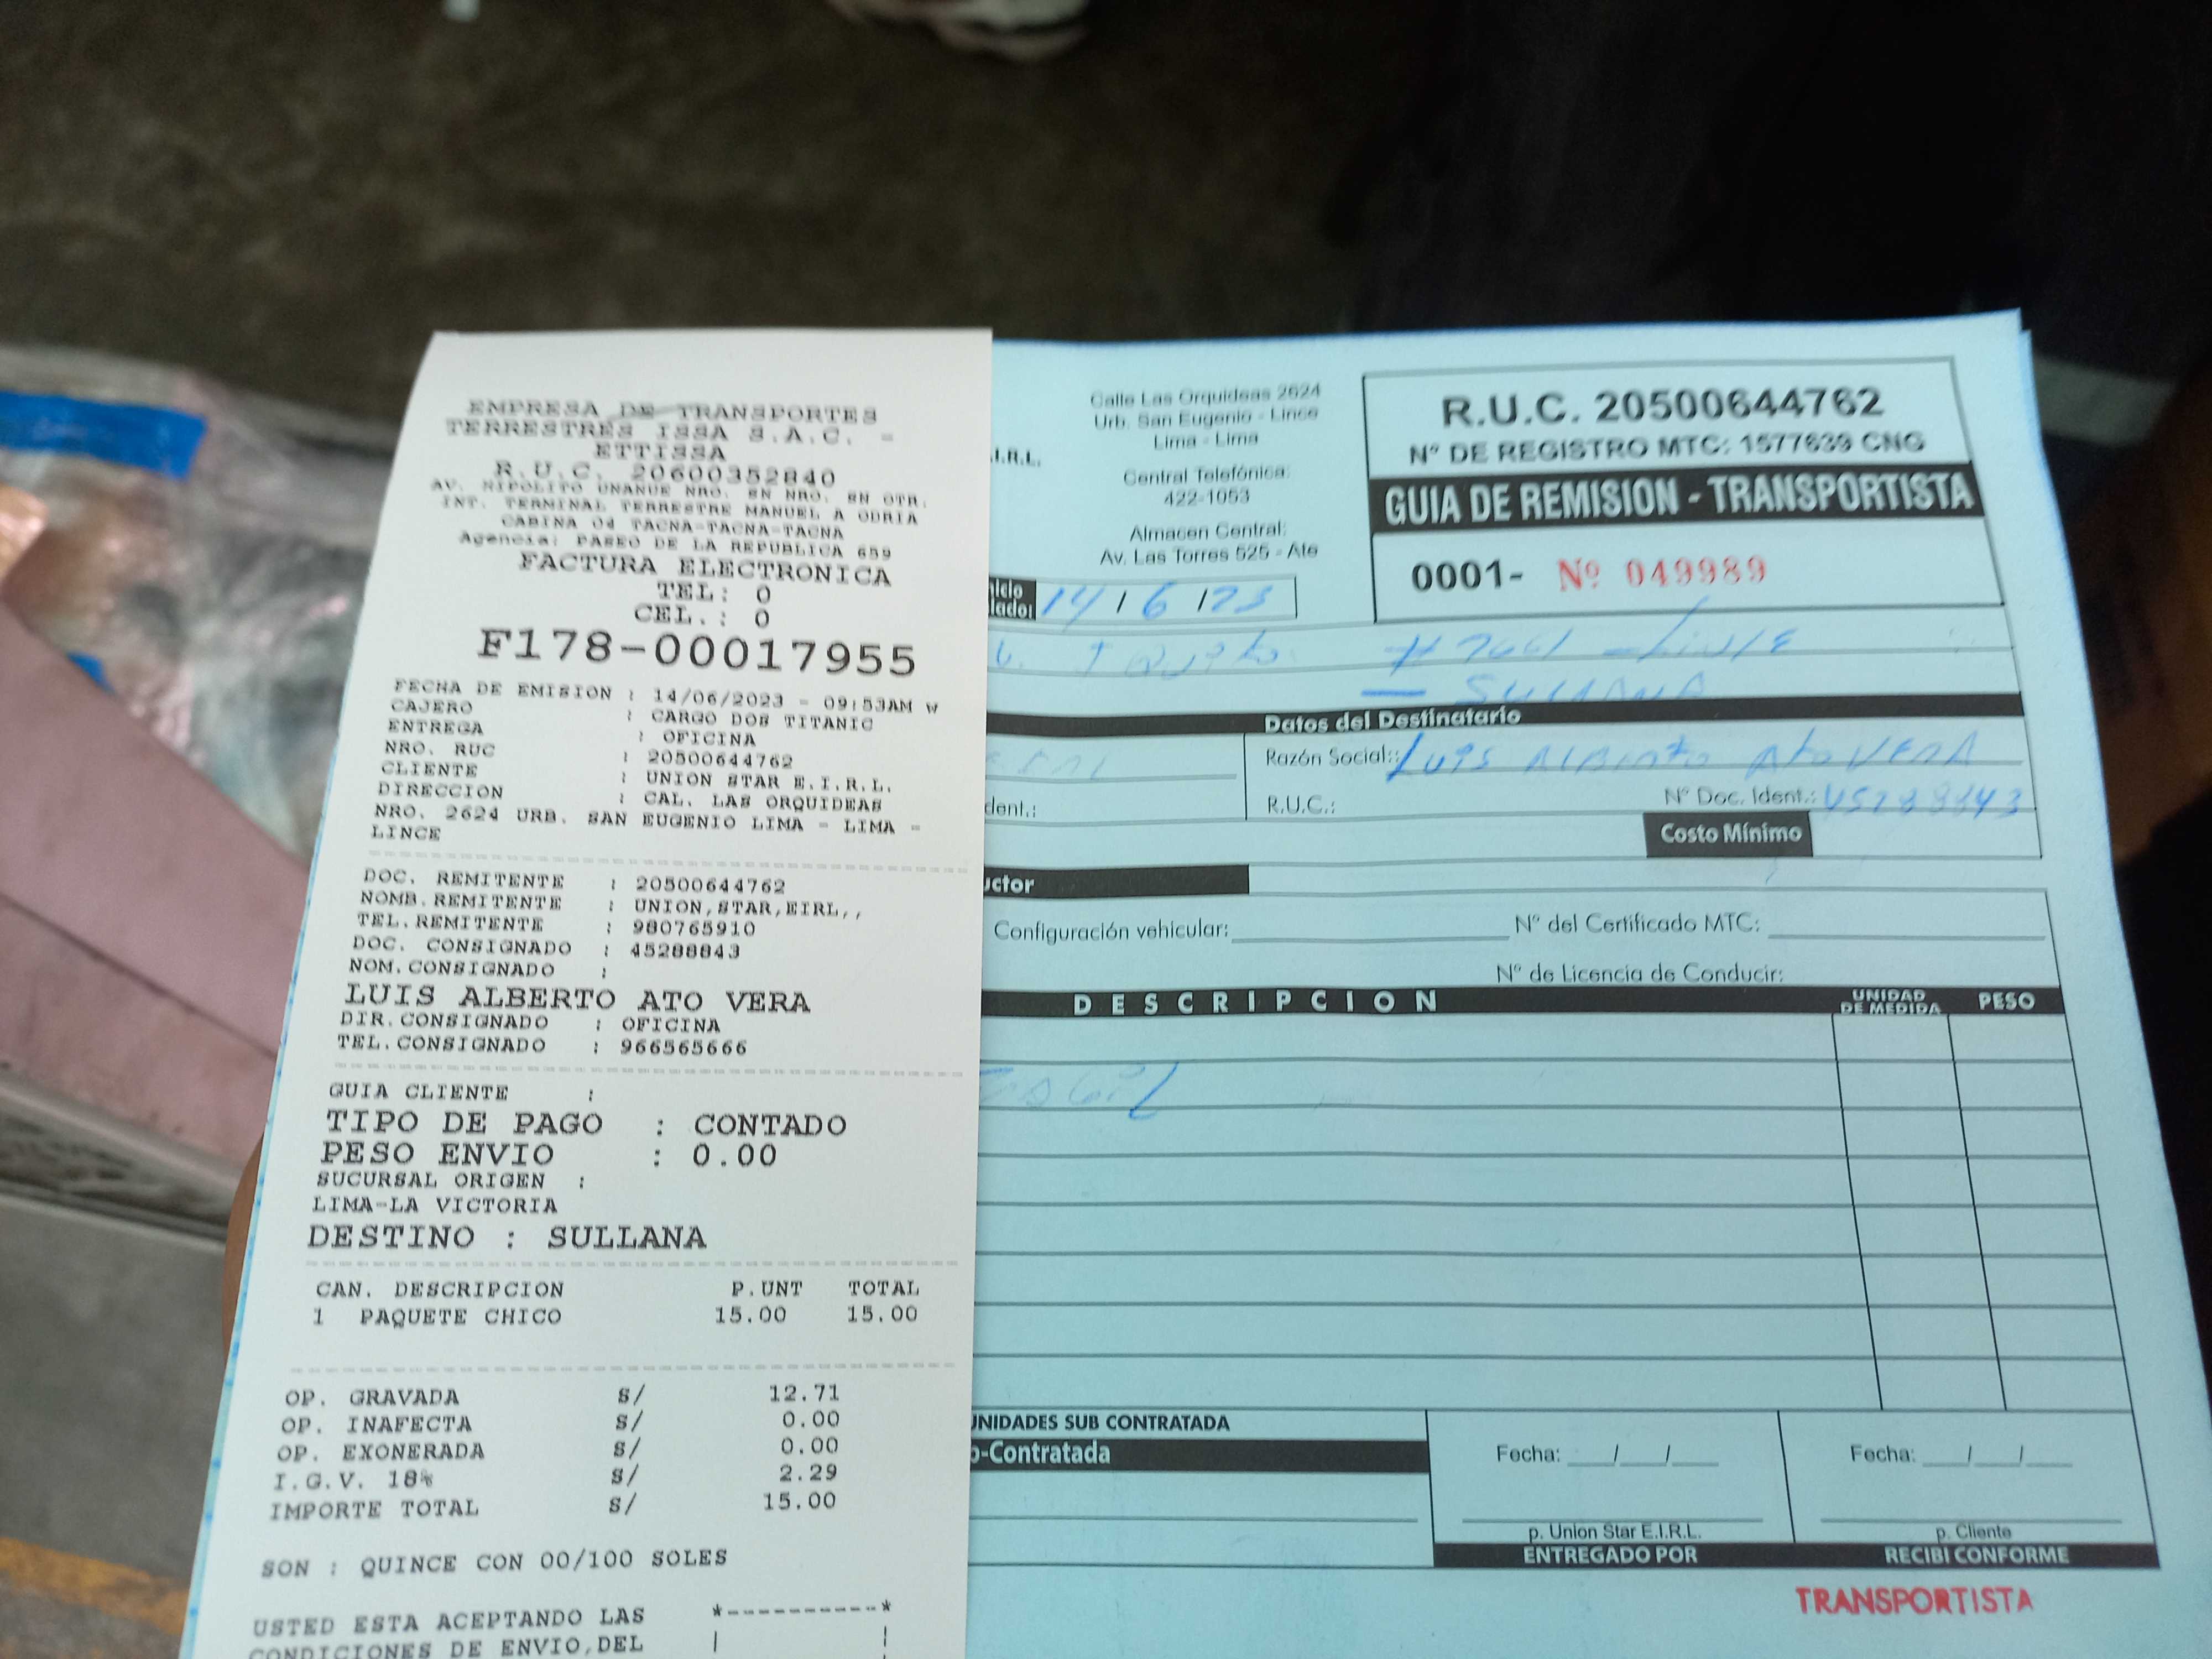 EMPRESA DE TRANSPORTES
TERRESTRES ISSA S.A.C. -
ETTISSA
R.U.C. 20600352840
AV. HIPOLITO UNANUE NRO. SN NRO. SN OTR.
INT. TERMINAL TERRESTRE MANUEL A ODRIA
CABINA 04 TACNA-TACNA-TACNA
Agencia: PASEO DE LA REPUBLICA 659
FACTURA ELECTRONICA
TEL: 0
CEL.: 0
F178-00017955
FECHA DE EMISION : 14/06/2023 - 09:53AM W
CAJERO : CARGO DOS TITANIC
ENTREGA : OFICINA
NRO. RUC : 20500644762
CLIENTE : UNION STAR E.I.R.L.
DIRECCION : CAL. LAS ORQUIDEAS
NRO. 2624 URB. SAN EUGENIO LIMA - LIMA -
LINCE
DOC. REMITENTE : 20500644762
NOMB.REMITENTE : UNION,STAR,EIRL,,
TEL.REMITENTE : 980765910
DOC. CONSIGNADO : 45288843
NOM.CONSIGNADO :
LUIS ALBERTO ATO VERA
DIR.CONSIGNADO : OFICINA
TEL.CONSIGNADO : 966565666
GUIA CLIENTE :
TIPO DE PAGO : CONTADO
PESO ENVIO : 0.00
SUCURSAL ORIGEN :
LIMA-LA VICTORIA
DESTINO : SULLANA
CAN. DESCRIPCION P.UNT TOTAL
1 PAQUETE CHICO 15.00 15.00
OP. GRAVADA S/ 12.71
OP. INAFECTA S/ 0.00
OP. EXONERADA S/ 0.00
I.G.V. 18% S/ 2.29
IMPORTE TOTAL S/ 15.00
SON : QUINCE CON 00/100 SOLES
USTED ESTA ACEPTANDO LAS *-----------*
CONDICIONES DE ENVIO,DEL
.I.R.L.
Calle Las Orquideas 2624
Urb. San Eugenio - Lince
Lima - Lima
Central Telefónica:
422-1053
Almacen Central:
Av. Las Torres 525 - Ate
R.U.C. 20500644762
N° DE REGISTRO MTC: 1577639 CNG
GUIA DE REMISION - TRANSPORTISTA
0001- Nº 049989
14 / 6 / 23
- SULLANA
Datos del Destinatario
Razón Social: Luis Alberto Ato VERA
dent.:
R.U.C.: N° Doc. Ident.: 45288843
Costo Mínimo
uctor
Configuración vehicular: N° del Certificado MTC:
N° de Licencia de Conducir:
DESCRIPCION UNIDAD DE MEDIDA PESO
UNIDADES SUB CONTRATADA
b-Contratada
Fecha: / / Fecha: / /
p. Union Star E.I.R.L. p. Cliente
ENTREGADO POR RECIBI CONFORME
TRANSPORTISTA